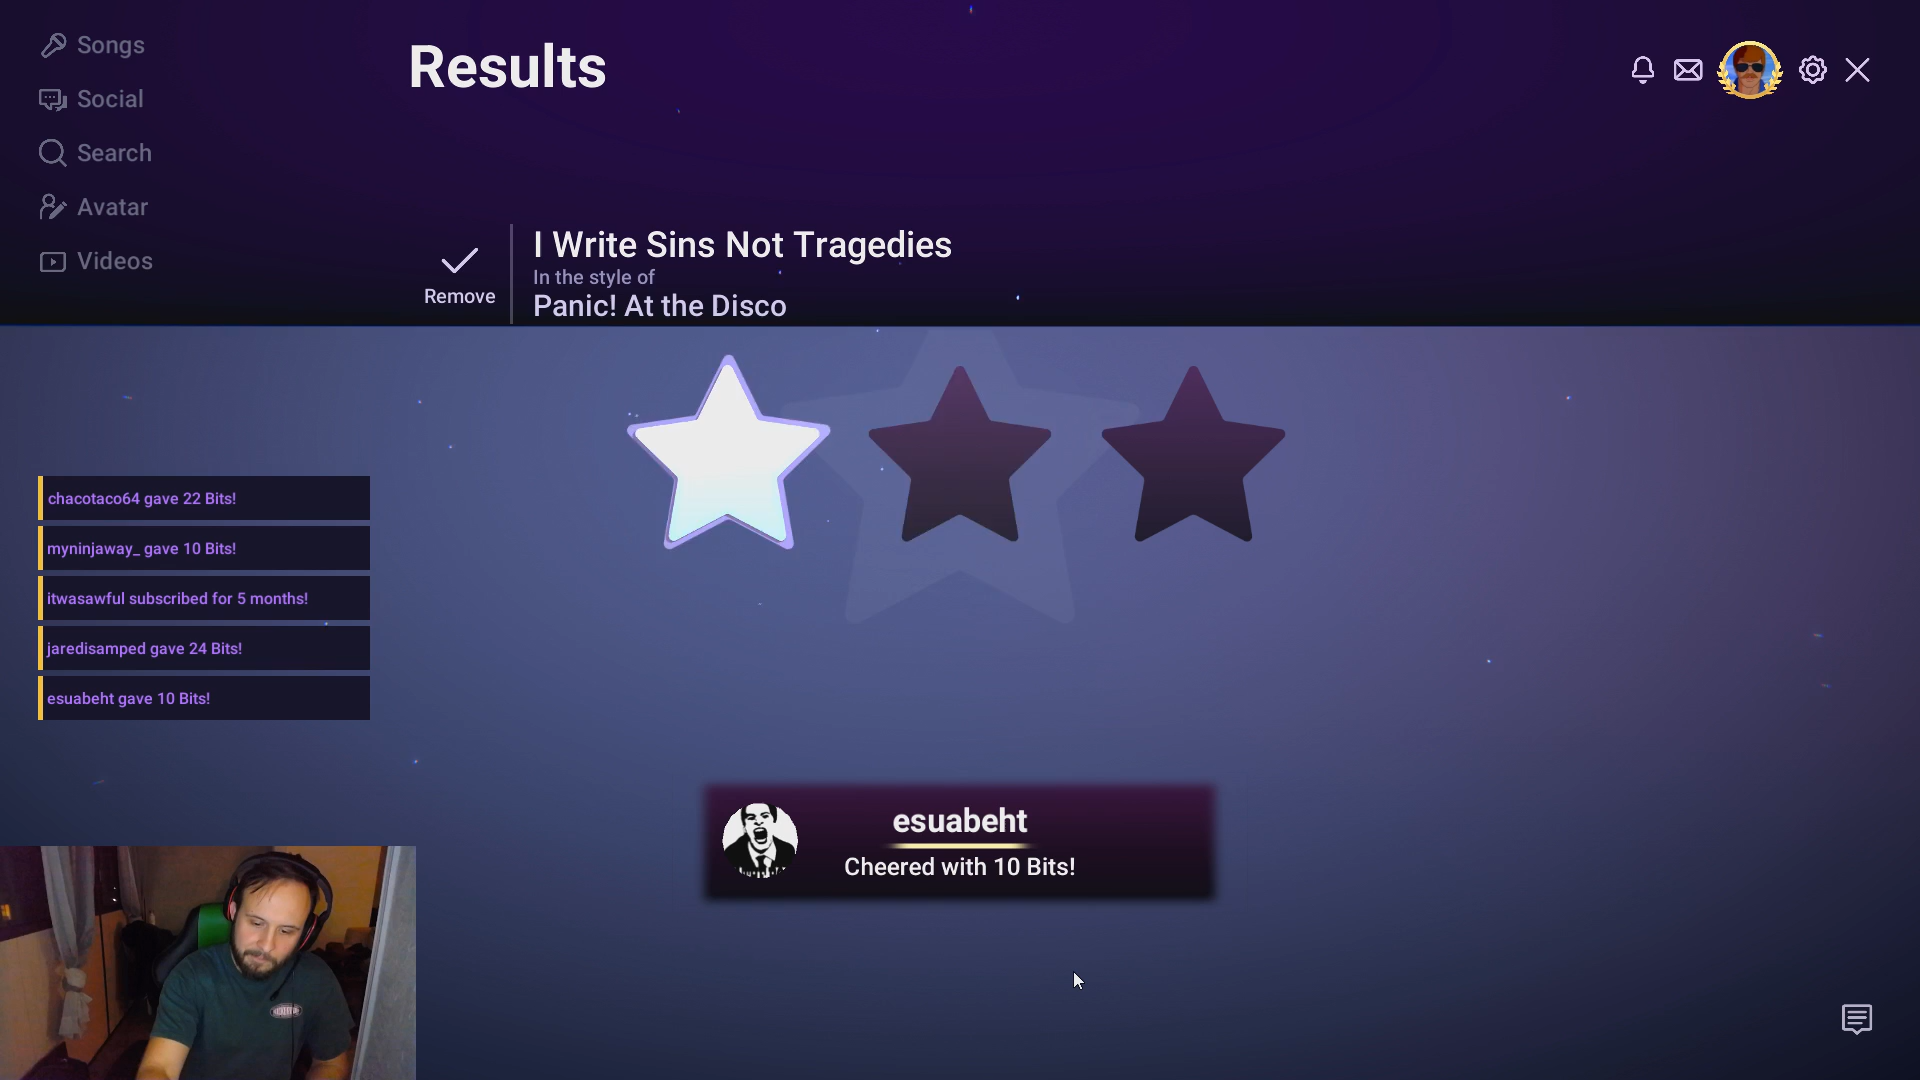 Songs
Social
Search
Avatar
Videos
Results
Remove
I Write Sins Not Tragedies
In the style of
Panic! At the Disco
chacotaco64 gave 22 Bits!
myninjaway_ gave 10 Bits!
itwasawful subscribed for 5 months!
jaredisamped gave 24 Bits!
esuabeht gave 10 Bits!
esuabeht
Cheered with 10 Bits!